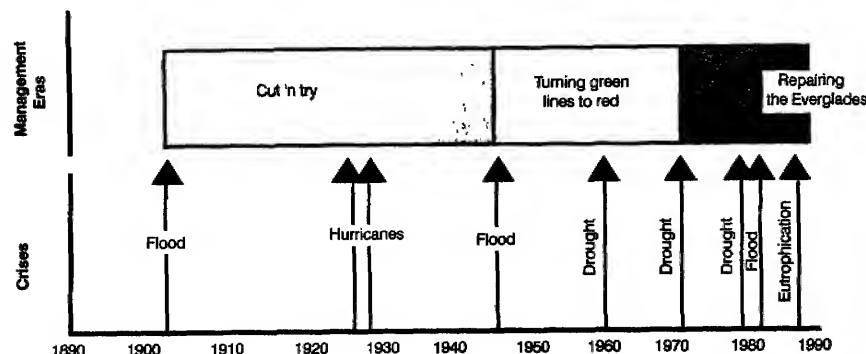 Management
Eras
Cut 'n try
Turning green
lines to red
Repairing
the Everglades
Crises
Flood
Hurricanes
Flood
Drought
Drought
Drought
Flood
Eutrophication
1890 1900 1910 1920 1930 1940 1950 1960 1970 1980 1990